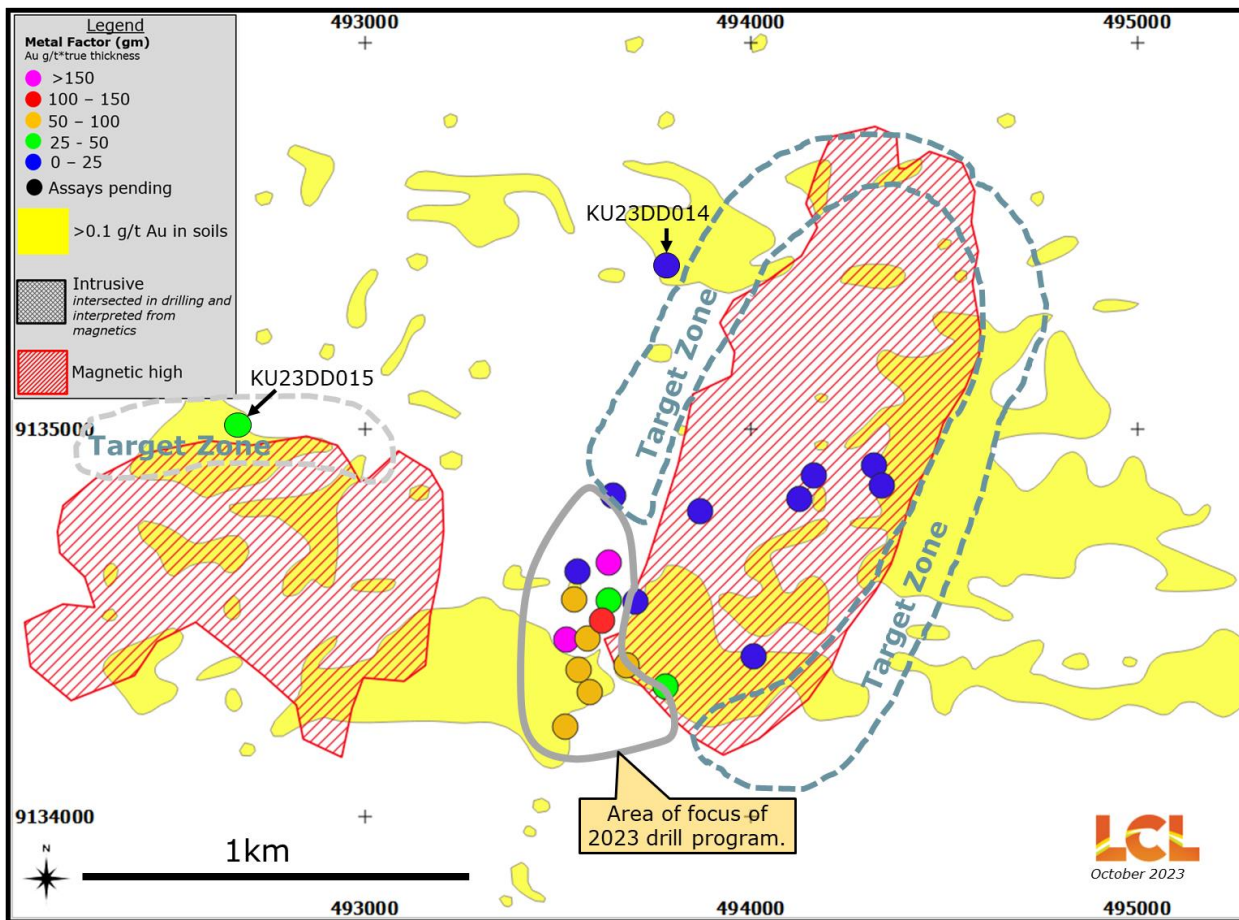 493000
494000
495000
Legend
Metal Factor (gm)
Au g/t*true thickness
>150
100 – 150
50 – 100
25 - 50
0 – 25
Assays pending
>0.1 g/t Au in soils
Intrusive
intersected in drilling and
interpreted from
magnetics
Magnetic high
KU23DD014
KU23DD015
Target Zone
Target Zone
Target Zone
9135000
9134000
Area of focus of
2023 drill program.
N
1km
LCL
October 2023
493000
494000
495000